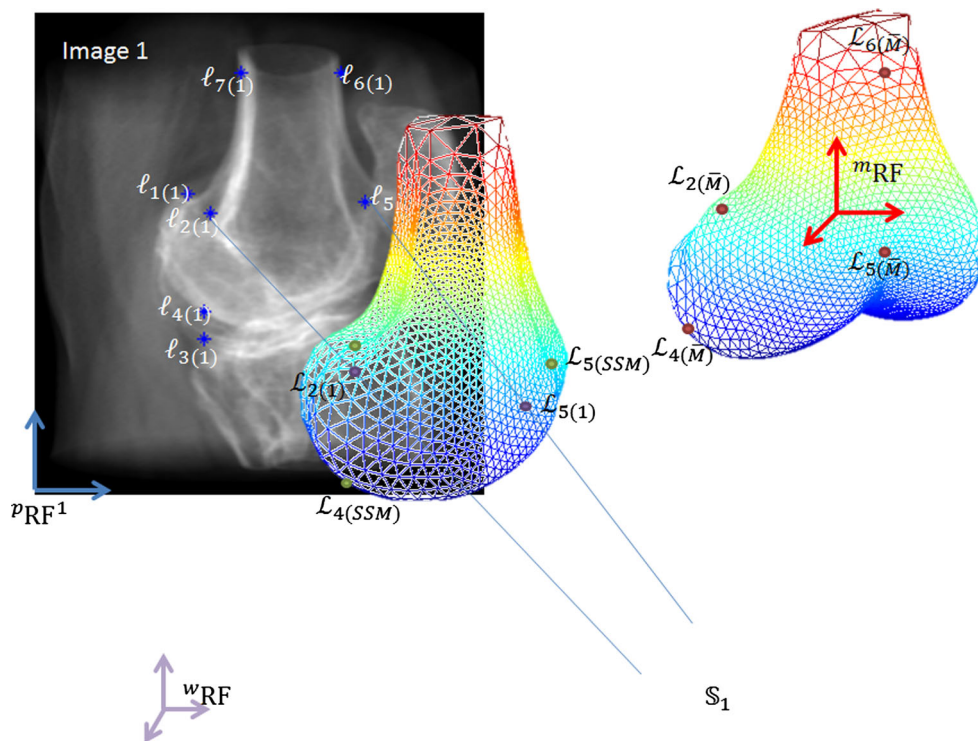 Image 1
ℓ7(1)
ℓ6(1)
ℓ1(1)
ℓ2(1)
ℓ5
ℓ4(1)
ℓ3(1)
ℒ2(1)
ℒ5(SSM)
ℒ5(1)
ℒ4(SSM)
ℒ6(M̅)
ℒ2(M̅)
mRF
ℒ5(M̅)
ℒ4(M̅)
pRF1
wRF
𝕊1